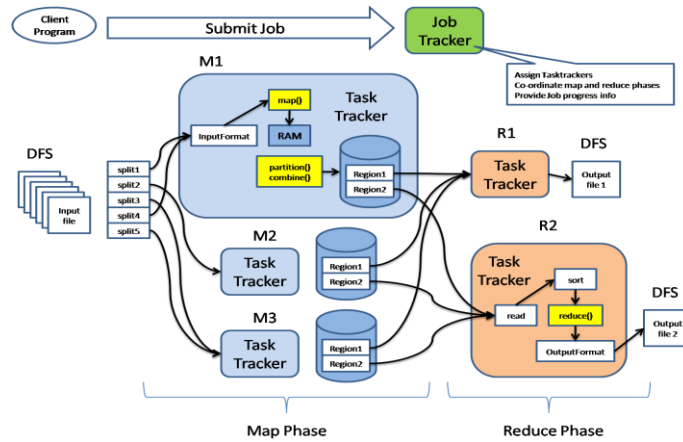 Client
Program
Submit Job
Job
Tracker
Assign Tasktrackers
Co-ordinate map and reduce phases
Provide Job progress info
M1
map()
Task
Tracker
InputFormat
RAM
partition()
combine()
Region1
Region2
DFS
Input
file
split1
split2
split3
split4
split5
R1
Task
Tracker
DFS
Output
file 1
M2
Task
Tracker
Region1
Region2
M3
Task
Tracker
Region1
Region2
R2
Task
Tracker
sort
read
reduce()
OutputFormat
DFS
Output
file 2
Map Phase
Reduce Phase